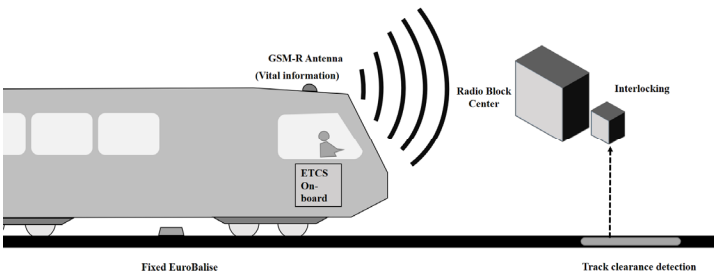 GSM-R Antenna
(Vital information)
Radio Block
Center
Interlocking
ETCS
On-
board
Fixed EuroBalise
Track clearance detection